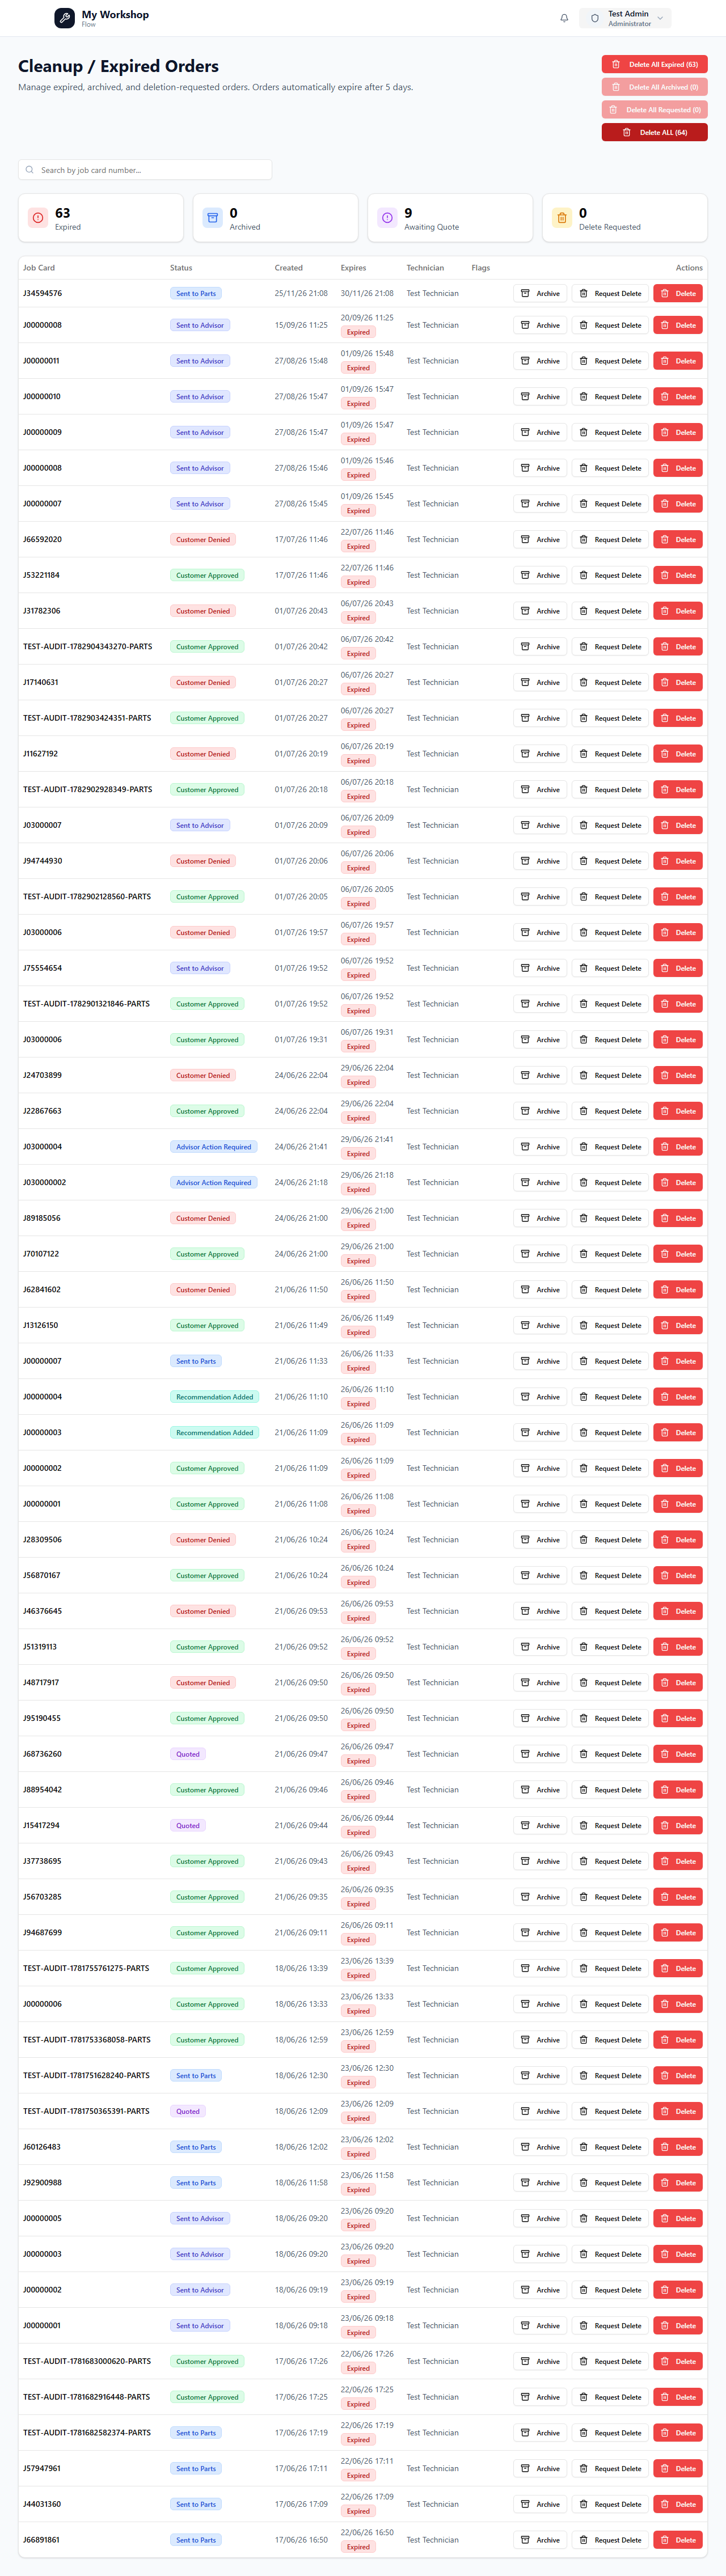 My Workshop
Flow
Test Admin
Administrator
Cleanup / Expired Orders
Manage expired, archived, and deletion-requested orders. Orders automatically expire after 5 days.
Delete All Expired (63)
Delete All Archived (0)
Delete All Requested (0)
Delete ALL (64)
Search by job card number...
63
Expired
0
Archived
9
Awaiting Quote
0
Delete Requested
Job Card Status Created Expires Technician Flags Actions
J34594576 Sent to Parts 25/11/26 21:08 30/11/26 21:08 Test Technician Archive Request Delete Delete
J00000008 Sent to Advisor 15/09/26 11:25 20/09/26 11:25 Expired Test Technician Archive Request Delete Delete
J00000011 Sent to Advisor 27/08/26 15:48 01/09/26 15:48 Expired Test Technician Archive Request Delete Delete
J00000010 Sent to Advisor 27/08/26 15:47 01/09/26 15:47 Expired Test Technician Archive Request Delete Delete
J00000009 Sent to Advisor 27/08/26 15:47 01/09/26 15:47 Expired Test Technician Archive Request Delete Delete
J00000008 Sent to Advisor 27/08/26 15:46 01/09/26 15:46 Expired Test Technician Archive Request Delete Delete
J00000007 Sent to Advisor 27/08/26 15:45 01/09/26 15:45 Expired Test Technician Archive Request Delete Delete
J66592020 Customer Denied 17/07/26 11:46 22/07/26 11:46 Expired Test Technician Archive Request Delete Delete
J53221184 Customer Approved 17/07/26 11:46 22/07/26 11:46 Expired Test Technician Archive Request Delete Delete
J31782306 Customer Denied 01/07/26 20:43 06/07/26 20:43 Expired Test Technician Archive Request Delete Delete
TEST-AUDIT-1782904343270-PARTS Customer Approved 01/07/26 20:42 06/07/26 20:42 Expired Test Technician Archive Request Delete Delete
J17140631 Customer Denied 01/07/26 20:27 06/07/26 20:27 Expired Test Technician Archive Request Delete Delete
TEST-AUDIT-1782903424351-PARTS Customer Approved 01/07/26 20:27 06/07/26 20:27 Expired Test Technician Archive Request Delete Delete
J11627192 Customer Denied 01/07/26 20:19 06/07/26 20:19 Expired Test Technician Archive Request Delete Delete
TEST-AUDIT-1782902928349-PARTS Customer Approved 01/07/26 20:18 06/07/26 20:18 Expired Test Technician Archive Request Delete Delete
J03000007 Sent to Advisor 01/07/26 20:09 06/07/26 20:09 Expired Test Technician Archive Request Delete Delete
J94744930 Customer Denied 01/07/26 20:06 06/07/26 20:06 Expired Test Technician Archive Request Delete Delete
TEST-AUDIT-1782902128560-PARTS Customer Approved 01/07/26 20:05 06/07/26 20:05 Expired Test Technician Archive Request Delete Delete
J03000006 Customer Denied 01/07/26 19:57 06/07/26 19:57 Expired Test Technician Archive Request Delete Delete
J75554654 Sent to Advisor 01/07/26 19:52 06/07/26 19:52 Expired Test Technician Archive Request Delete Delete
TEST-AUDIT-1782901321846-PARTS Customer Approved 01/07/26 19:52 06/07/26 19:52 Expired Test Technician Archive Request Delete Delete
J03000006 Customer Approved 01/07/26 19:31 06/07/26 19:31 Expired Test Technician Archive Request Delete Delete
J24703899 Customer Denied 24/06/26 22:04 29/06/26 22:04 Expired Test Technician Archive Request Delete Delete
J22867663 Customer Approved 24/06/26 22:04 29/06/26 22:04 Expired Test Technician Archive Request Delete Delete
J03000004 Advisor Action Required 24/06/26 21:41 29/06/26 21:41 Expired Test Technician Archive Request Delete Delete
J030000002 Advisor Action Required 24/06/26 21:18 29/06/26 21:18 Expired Test Technician Archive Request Delete Delete
J89185056 Customer Denied 24/06/26 21:00 29/06/26 21:00 Expired Test Technician Archive Request Delete Delete
J70107122 Customer Approved 24/06/26 21:00 29/06/26 21:00 Expired Test Technician Archive Request Delete Delete
J62841602 Customer Denied 21/06/26 11:50 26/06/26 11:50 Expired Test Technician Archive Request Delete Delete
J13126150 Customer Approved 21/06/26 11:49 26/06/26 11:49 Expired Test Technician Archive Request Delete Delete
J00000007 Sent to Parts 21/06/26 11:33 26/06/26 11:33 Expired Test Technician Archive Request Delete Delete
J00000004 Recommendation Added 21/06/26 11:10 26/06/26 11:10 Expired Test Technician Archive Request Delete Delete
J00000003 Recommendation Added 21/06/26 11:09 26/06/26 11:09 Expired Test Technician Archive Request Delete Delete
J00000002 Customer Approved 21/06/26 11:09 26/06/26 11:09 Expired Test Technician Archive Request Delete Delete
J00000001 Customer Approved 21/06/26 11:08 26/06/26 11:08 Expired Test Technician Archive Request Delete Delete
J28309506 Customer Denied 21/06/26 10:24 26/06/26 10:24 Expired Test Technician Archive Request Delete Delete
J56870167 Customer Approved 21/06/26 10:24 26/06/26 10:24 Expired Test Technician Archive Request Delete Delete
J46376645 Customer Denied 21/06/26 09:53 26/06/26 09:53 Expired Test Technician Archive Request Delete Delete
J51319113 Customer Approved 21/06/26 09:52 26/06/26 09:52 Expired Test Technician Archive Request Delete Delete
J48717917 Customer Denied 21/06/26 09:50 26/06/26 09:50 Expired Test Technician Archive Request Delete Delete
J95190455 Customer Approved 21/06/26 09:50 26/06/26 09:50 Expired Test Technician Archive Request Delete Delete
J68736260 Quoted 21/06/26 09:47 26/06/26 09:47 Expired Test Technician Archive Request Delete Delete
J88954042 Customer Approved 21/06/26 09:46 26/06/26 09:46 Expired Test Technician Archive Request Delete Delete
J15417294 Quoted 21/06/26 09:44 26/06/26 09:44 Expired Test Technician Archive Request Delete Delete
J37738695 Customer Approved 21/06/26 09:43 26/06/26 09:43 Expired Test Technician Archive Request Delete Delete
J56703285 Customer Approved 21/06/26 09:35 26/06/26 09:35 Expired Test Technician Archive Request Delete Delete
J94687699 Customer Approved 21/06/26 09:11 26/06/26 09:11 Expired Test Technician Archive Request Delete Delete
TEST-AUDIT-1781755761275-PARTS Customer Approved 18/06/26 13:39 23/06/26 13:39 Expired Test Technician Archive Request Delete Delete
J00000006 Customer Approved 18/06/26 13:33 23/06/26 13:33 Expired Test Technician Archive Request Delete Delete
TEST-AUDIT-1781753368058-PARTS Customer Approved 18/06/26 12:59 23/06/26 12:59 Expired Test Technician Archive Request Delete Delete
TEST-AUDIT-1781751628240-PARTS Sent to Parts 18/06/26 12:30 23/06/26 12:30 Expired Test Technician Archive Request Delete Delete
TEST-AUDIT-1781750365391-PARTS Quoted 18/06/26 12:09 23/06/26 12:09 Expired Test Technician Archive Request Delete Delete
J60126483 Sent to Parts 18/06/26 12:02 23/06/26 12:02 Expired Test Technician Archive Request Delete Delete
J92900988 Sent to Parts 18/06/26 11:58 23/06/26 11:58 Expired Test Technician Archive Request Delete Delete
J00000005 Sent to Advisor 18/06/26 09:20 23/06/26 09:20 Expired Test Technician Archive Request Delete Delete
J00000003 Sent to Advisor 18/06/26 09:20 23/06/26 09:20 Expired Test Technician Archive Request Delete Delete
J00000002 Sent to Advisor 18/06/26 09:19 23/06/26 09:19 Expired Test Technician Archive Request Delete Delete
J00000001 Sent to Advisor 18/06/26 09:18 23/06/26 09:18 Expired Test Technician Archive Request Delete Delete
TEST-AUDIT-1781683000620-PARTS Customer Approved 17/06/26 17:26 22/06/26 17:26 Expired Test Technician Archive Request Delete Delete
TEST-AUDIT-1781682916448-PARTS Customer Approved 17/06/26 17:25 22/06/26 17:25 Expired Test Technician Archive Request Delete Delete
TEST-AUDIT-1781682582374-PARTS Sent to Parts 17/06/26 17:19 22/06/26 17:19 Expired Test Technician Archive Request Delete Delete
J57947961 Sent to Parts 17/06/26 17:11 22/06/26 17:11 Expired Test Technician Archive Request Delete Delete
J44031360 Sent to Parts 17/06/26 17:09 22/06/26 17:09 Expired Test Technician Archive Request Delete Delete
J66891861 Sent to Parts 17/06/26 16:50 22/06/26 16:50 Expired Test Technician Archive Request Delete Delete